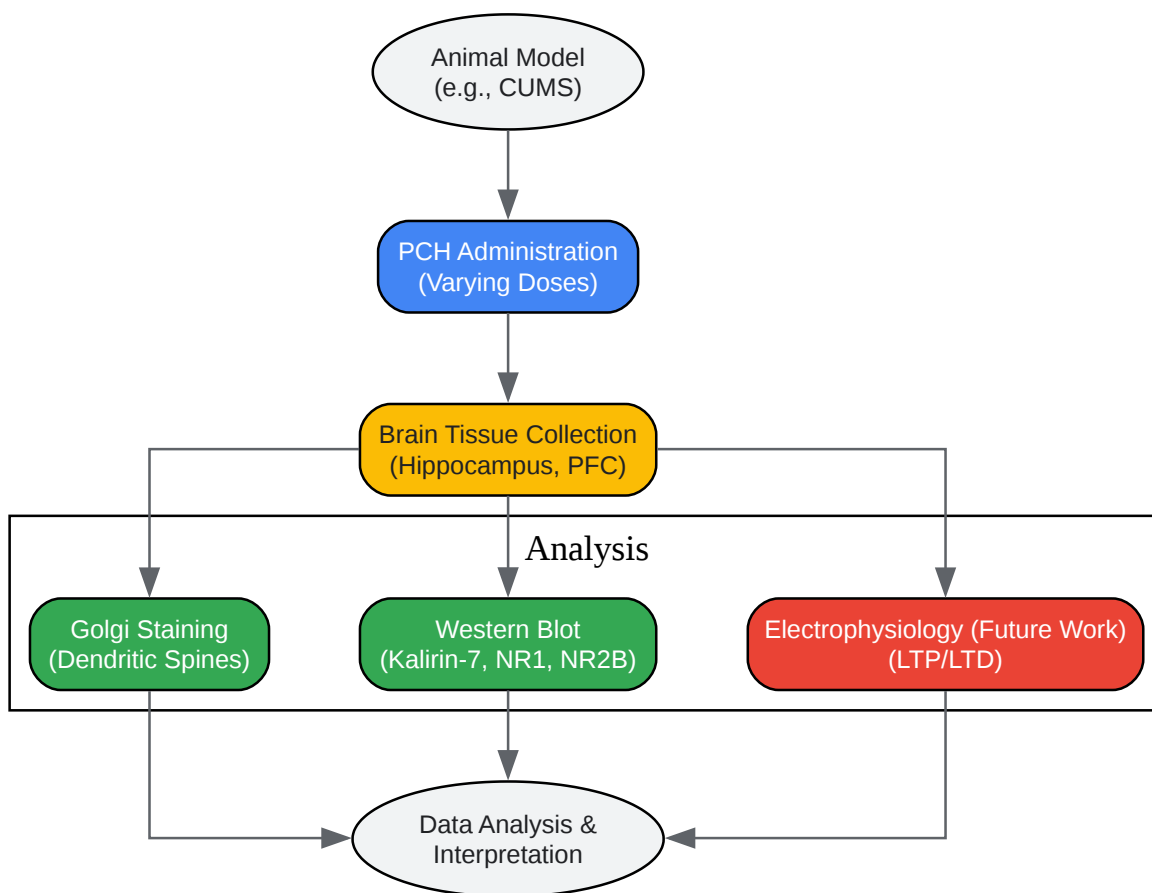 Animal Model
(e.g., CUMS)
PCH Administration
(Varying Doses)
Brain Tissue Collection
(Hippocampus, PFC)
Analysis
Golgi Staining
(Dendritic Spines)
Western Blot
(Kalirin-7, NR1, NR2B)
Electrophysiology (Future Work)
(LTP/LTD)
Data Analysis &
Interpretation